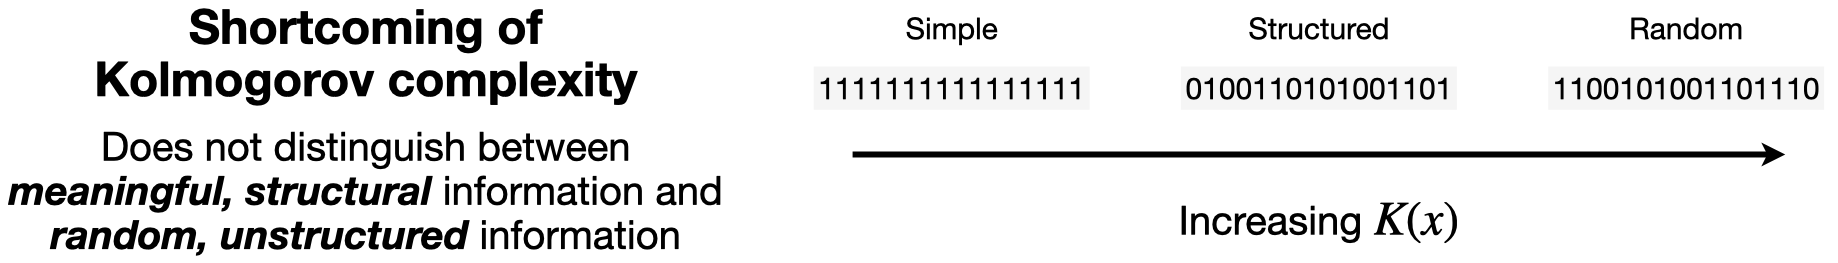 Shortcoming of
Kolmogorov complexity
Does not distinguish between
meaningful, structural information and
random, unstructured information
Simple
Structured
Random
1111111111111111
0100110101001101
1100101001101110
Increasing K(x)